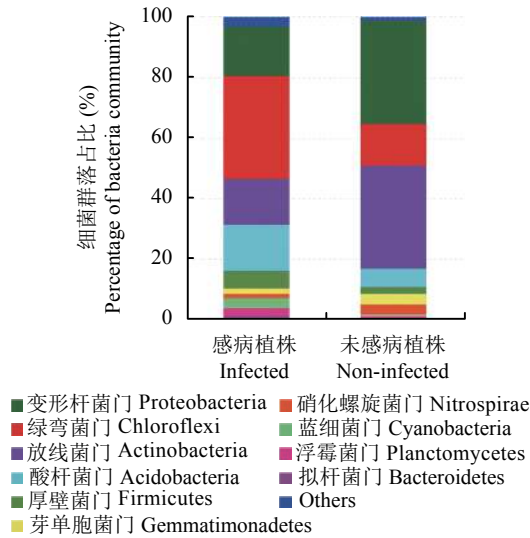 细菌群落占比 (%)
Percentage of bacteria community
100
80
60
40
20
0
感病植株
Infected
未感病植株
Non-infected
变形杆菌门 Proteobacteria
绿弯菌门 Chloroflexi
放线菌门 Actinobacteria
酸杆菌门 Acidobacteria
厚壁菌门 Firmicutes
芽单胞菌门 Gemmatimonadetes
硝化螺旋菌门 Nitrospirae
蓝细菌门 Cyanobacteria
浮霉菌门 Planctomycetes
拟杆菌门 Bacteroidetes
Others